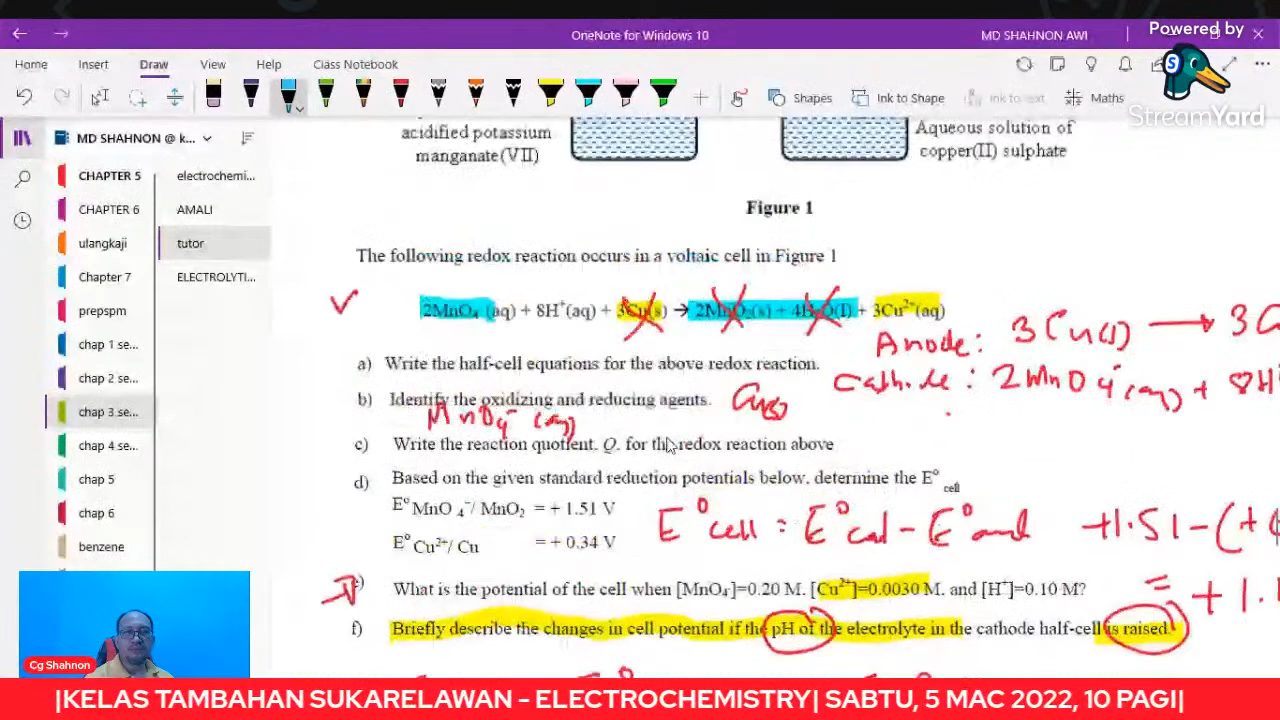 OneNote for Windows 10
MD SHAHNON AWI
Powered by
StreamYard
Home Insert Draw View Help Class Notebook
Shapes Ink to Shape Ink to Text Maths
MD SHAHNON @ k...
CHAPTER 5
CHAPTER 6
ulangkaji
Chapter 7
prepspm
chap 1 se...
chap 2 se...
chap 3 se...
chap 4 se...
chap 5
chap 6
benzene
electrochemi...
AMALI
tutor
ELECTROLYTI...
acidified potassium
manganate(VII)
Aqueous solution of
copper(II) sulphate
Figure 1
The following redox reaction occurs in a voltaic cell in Figure 1
2MnO₄⁻(aq) + 8H⁺(aq) + 3Cu(s) → 2MnO₂(s) + 4H₂O(l) + 3Cu²⁺(aq)
Anode: 3Cu(s) → 3C
a) Write the half-cell equations for the above redox reaction.
Cathode: 2MnO₄⁻(aq) + 8H
b) Identify the oxidizing and reducing agents.
Cu(s)
MnO₄⁻(aq)
c) Write the reaction quotient, Q, for the redox reaction above
d) Based on the given standard reduction potentials below, determine the E° cell
E° MnO₄⁻/ MnO₂ = + 1.51 V
E° Cu²⁺/ Cu = + 0.34 V
E°cell = E°cat - E°and +1.51 - (+
= + 1.1
e) What is the potential of the cell when [MnO₄⁻]=0.20 M, [Cu²⁺]=0.0030 M, and [H⁺]=0.10 M?
f) Briefly describe the changes in cell potential if the pH of the electrolyte in the cathode half-cell is raised.
Cg Shahnon
|KELAS TAMBAHAN SUKARELAWAN - ELECTROCHEMISTRY| SABTU, 5 MAC 2022, 10 PAGI|